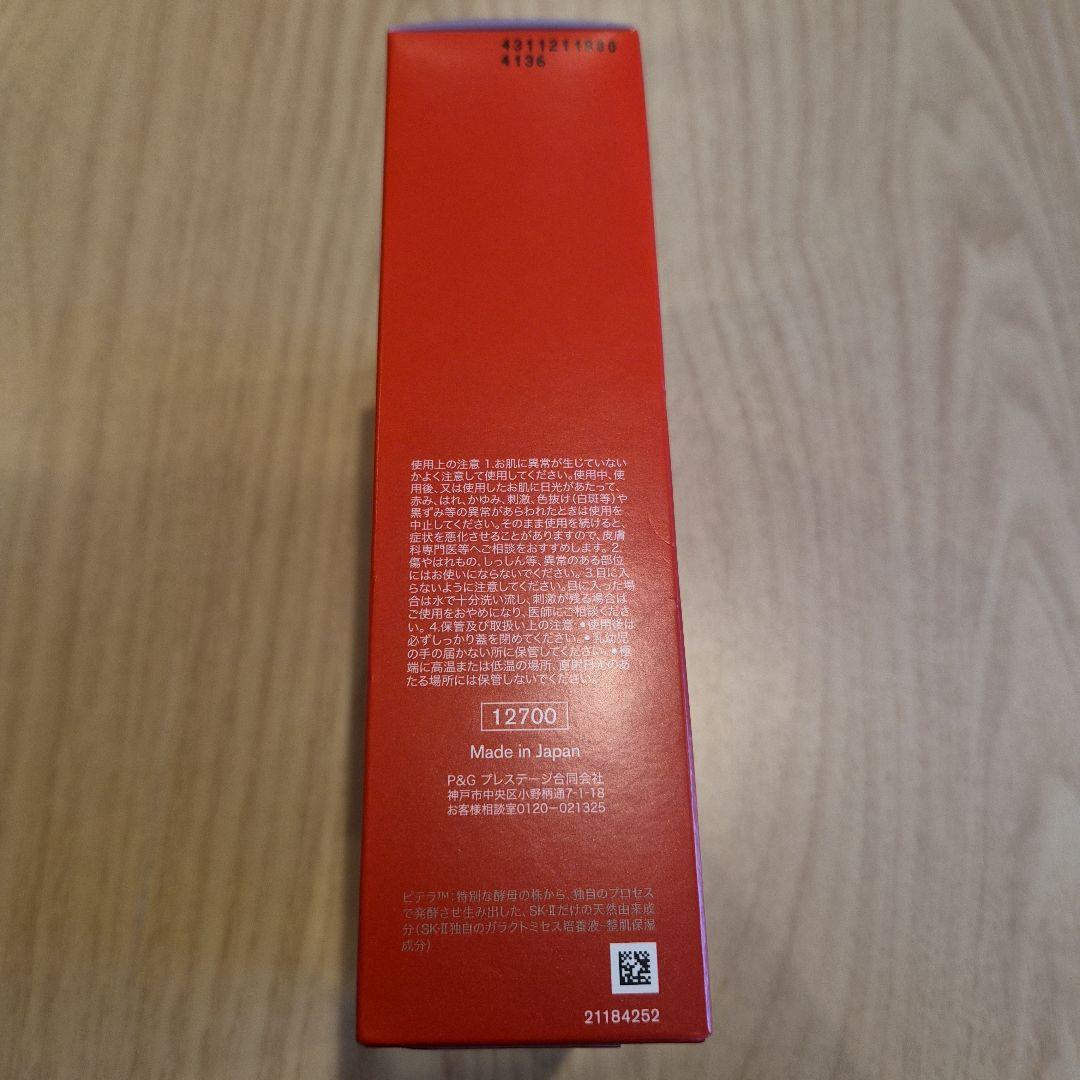 4311211800
4136
使用上の注意 1.お肌に異常が生じていない
かよく注意して使用してください。使用中、使
用後、又は使用したお肌に日光があたって、
赤み、はれ、かゆみ、刺激、色抜け(白斑等)や
黒ずみ等の異常があらわれたときは使用を
中止してください。そのまま使用を続けると、
症状を悪化させることがありますので、皮膚
科専門医等へご相談をおすすめします。2.
傷やはれもの、しっしん等、異常のある部位
にはお使いにならないでください。3.目に入
らないように注意してください。目に入った場
合は水で十分洗い流し、刺激が残る場合は
ご使用をおやめになり、医師にご相談くださ
い。4.保管及び取扱い上の注意 •使用後は
必ずしっかり蓋を閉めてください。•乳幼児
の手の届かない所に保管してください。•極
端に高温または低温の場所、直射日光のあ
たる場所には保管しないでください。
12700
Made in Japan
P&G プレステージ合同会社
神戸市中央区小野柄通7-1-18
お客様相談室0120-021325
ピテラ™:特別な酵母の株から、独自のプロセス
で発酵させ生み出した、SK-Ⅱだけの天然由来成
分(SK-Ⅱ独自のガラクトミセス培養液-整肌保湿
成分)
21184252